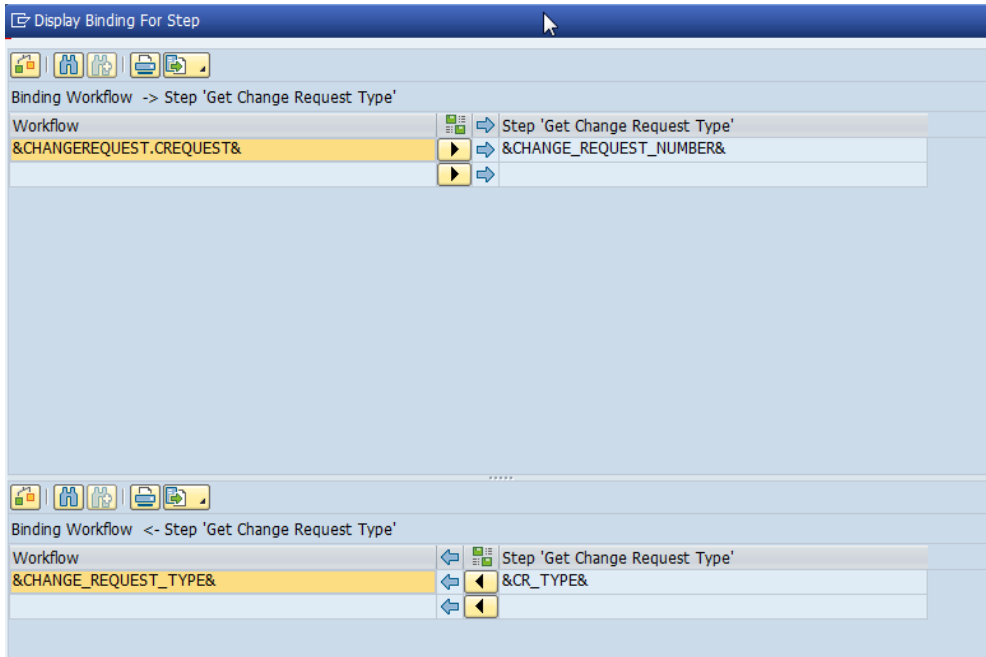 Display Binding For Step
Binding Workflow -> Step 'Get Change Request Type'
Workflow Step 'Get Change Request Type'
&CHANGEREQUEST.CREQUEST& &CHANGE_REQUEST_NUMBER&
Binding Workflow <- Step 'Get Change Request Type'
Workflow Step 'Get Change Request Type'
&CHANGE_REQUEST_TYPE& &CR_TYPE&